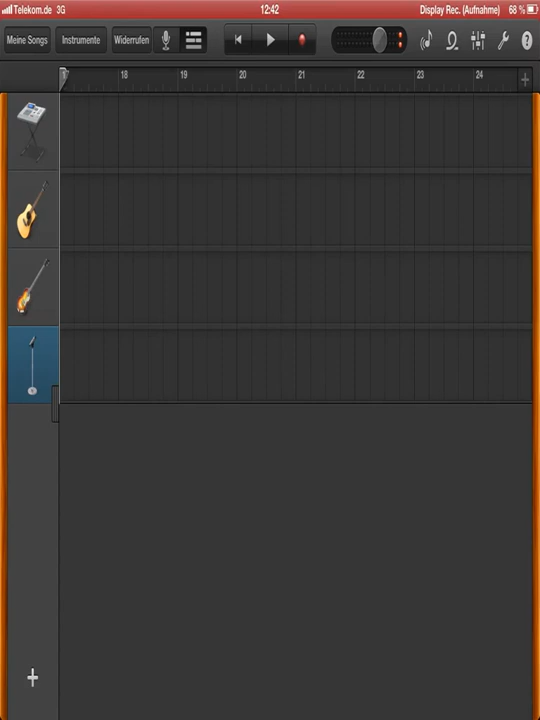 Telekom.de 3G 12:42 Display Rec. (Aufnahme) 68 %
Meine Songs Instrumente Widerrufen ?
17 18 19 20 21 22 23 24 +
+